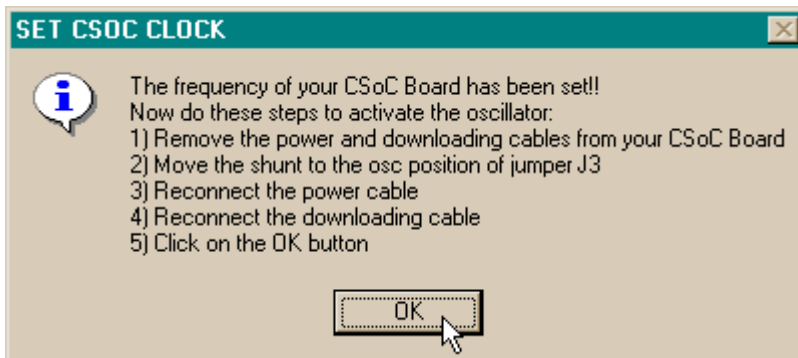 SET CSOC CLOCK
The frequency of your CSoC Board has been set!!
Now do these steps to activate the oscillator:
1) Remove the power and downloading cables from your CSoC Board
2) Move the shunt to the osc position of jumper J3
3) Reconnect the power cable
4) Reconnect the downloading cable
5) Click on the OK button
OK